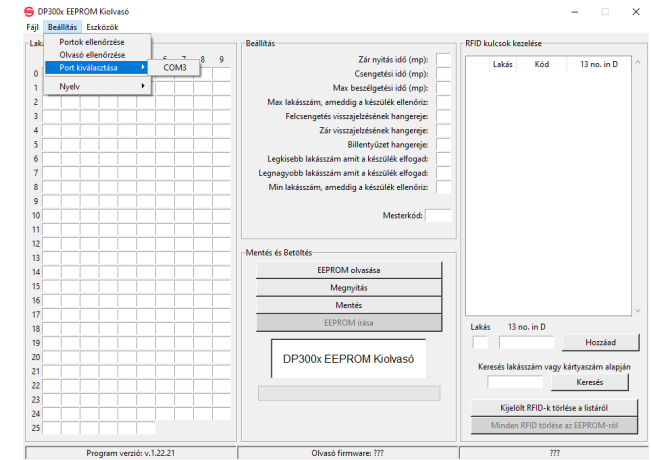 DP300x EEPROM Kiolvasó
Fájl Beállítás Eszközök
Portok ellenőrzése
Olvasó ellenőrzése
Port kiválasztása
COM3
Nyelv
8 9
0
1
2
3
4
5
6
7
8
9
10
11
12
13
14
15
16
17
18
19
20
21
22
23
24
25
Beállítás
Zár nyitás idő (mp):
Csengetési idő (mp):
Max beszélgetési idő (mp):
Max lakásszám, ameddig a készülék ellenőriz:
Felcsengetés visszajelzésének hangereje:
Zár visszajelzésének hangereje:
Billentyűzet hangereje:
Legkisebb lakásszám amit a készülék elfogad:
Legnagyobb lakásszám amit a készülék elfogad:
Min lakásszám, ameddig a készülék ellenőriz:
Mesterkód:
Mentés és Betöltés
EEPROM olvasása
Megnyitás
Mentés
EEPROM írása
DP300x EEPROM Kiolvasó
RFID kulcsok kezelése
Lakás Kód 13 no. in D
Lakás 13 no. in D
Hozzáad
Keresés lakásszám vagy kártyaszám alapján
Keresés
Kijelölt RFID-k törlése a listáról
Minden RFID törlése az EEPROM-ról
Program verzió: v.1.22.21
Olvasó firmware: ???
???